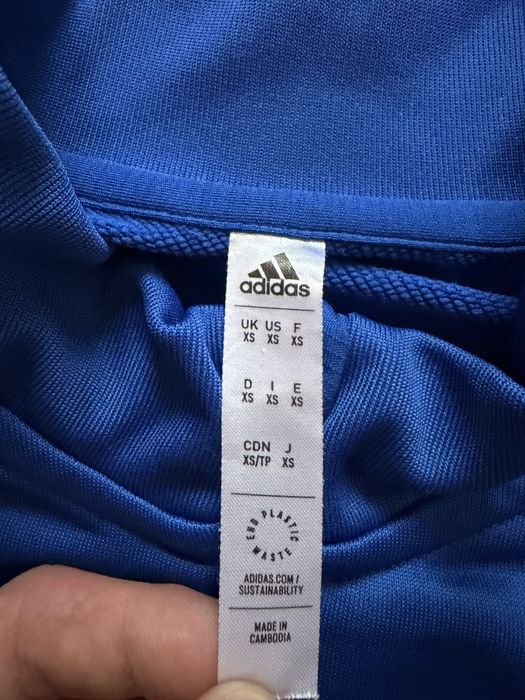 adidas
UK US F
XS XS XS
D I E
XS XS XS
CDN J
XS/TP XS
END PLASTIC WASTE
ADIDAS.COM/
SUSTAINABILITY
MADE IN
CAMBODIA